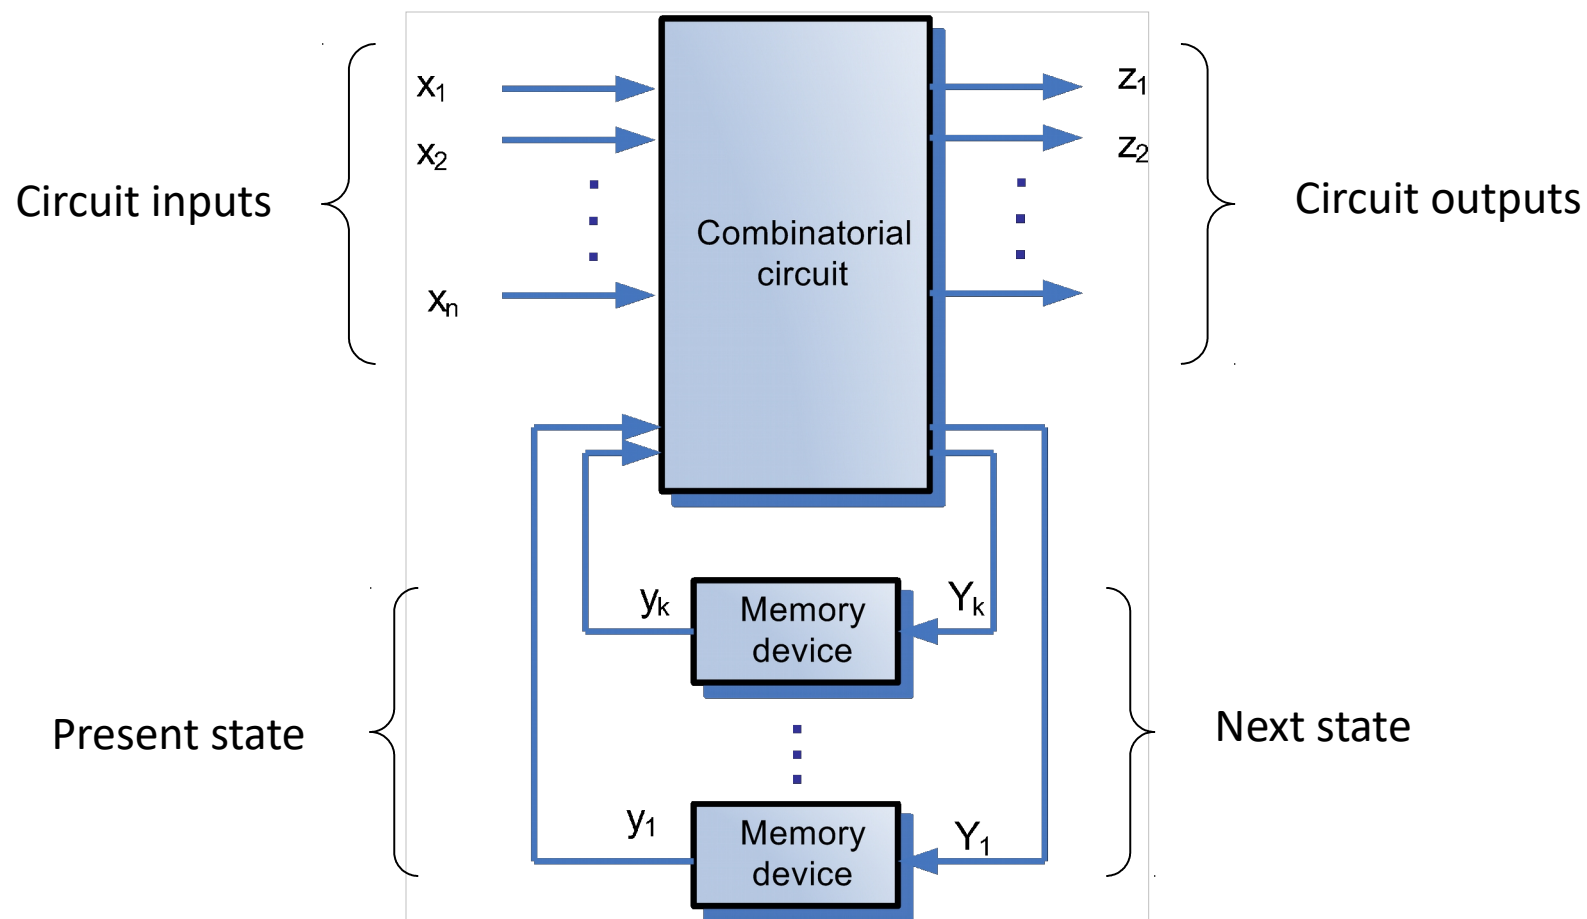 x₁
z₁
x₂
z₂
Circuit inputs
Circuit outputs
Combinatorial
circuit
xₙ
yₖ
Memory
device
Yₖ
Present state
Next state
y₁
Memory
device
Y₁